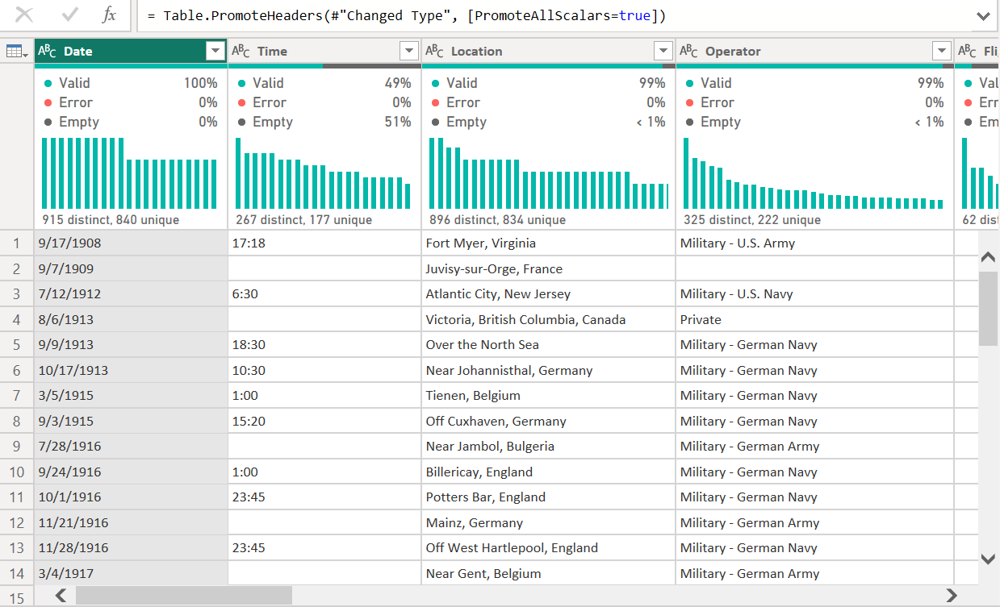 fx = Table.PromoteHeaders(#"Changed Type", [PromoteAllScalars=true])
ABC Date ABC Time ABC Location ABC Operator ABC Fli
Valid 100% Valid 49% Valid 99% Valid 99% Val
Error 0% Error 0% Error 0% Error 0% Err
Empty 0% Empty 51% Empty < 1% Empty < 1% Em
915 distinct, 840 unique 267 distinct, 177 unique 896 distinct, 834 unique 325 distinct, 222 unique 62 dist
1 9/17/1908 17:18 Fort Myer, Virginia Military - U.S. Army
2 9/7/1909 Juvisy-sur-Orge, France
3 7/12/1912 6:30 Atlantic City, New Jersey Military - U.S. Navy
4 8/6/1913 Victoria, British Columbia, Canada Private
5 9/9/1913 18:30 Over the North Sea Military - German Navy
6 10/17/1913 10:30 Near Johannisthal, Germany Military - German Navy
7 3/5/1915 1:00 Tienen, Belgium Military - German Navy
8 9/3/1915 15:20 Off Cuxhaven, Germany Military - German Navy
9 7/28/1916 Near Jambol, Bulgeria Military - German Army
10 9/24/1916 1:00 Billericay, England Military - German Navy
11 10/1/1916 23:45 Potters Bar, England Military - German Navy
12 11/21/1916 Mainz, Germany Military - German Army
13 11/28/1916 23:45 Off West Hartlepool, England Military - German Navy
14 3/4/1917 Near Gent, Belgium Military - German Army
15